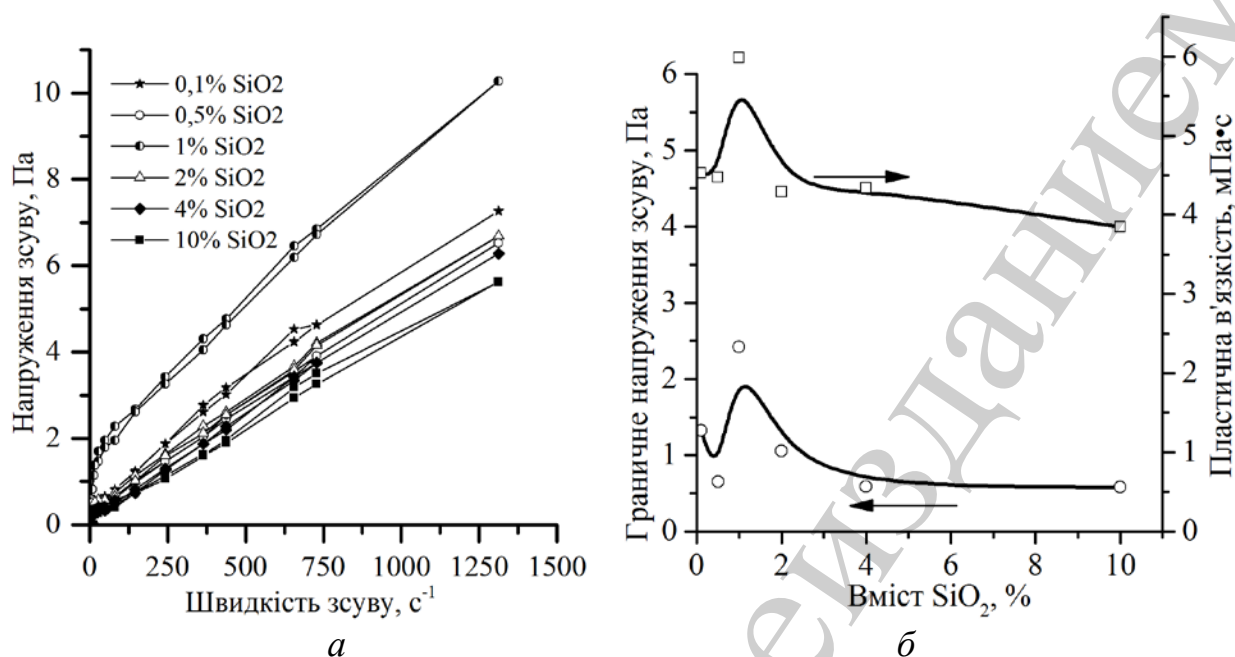 Напруження зсуву, Па
10
8
6
4
2
0
0,1% SiO2
0,5% SiO2
1% SiO2
2% SiO2
4% SiO2
10% SiO2
0 250 500 750 1000 1250 1500
Швидкість зсуву, с-1
а
Граничне напруження зсуву, Па
6
5
4
3
2
1
0
0 2 4 6 8 10
Вміст SiO2, %
6
5
4
3
2
1
0
Пластична в'язкість, мПа•с
б
еизданием